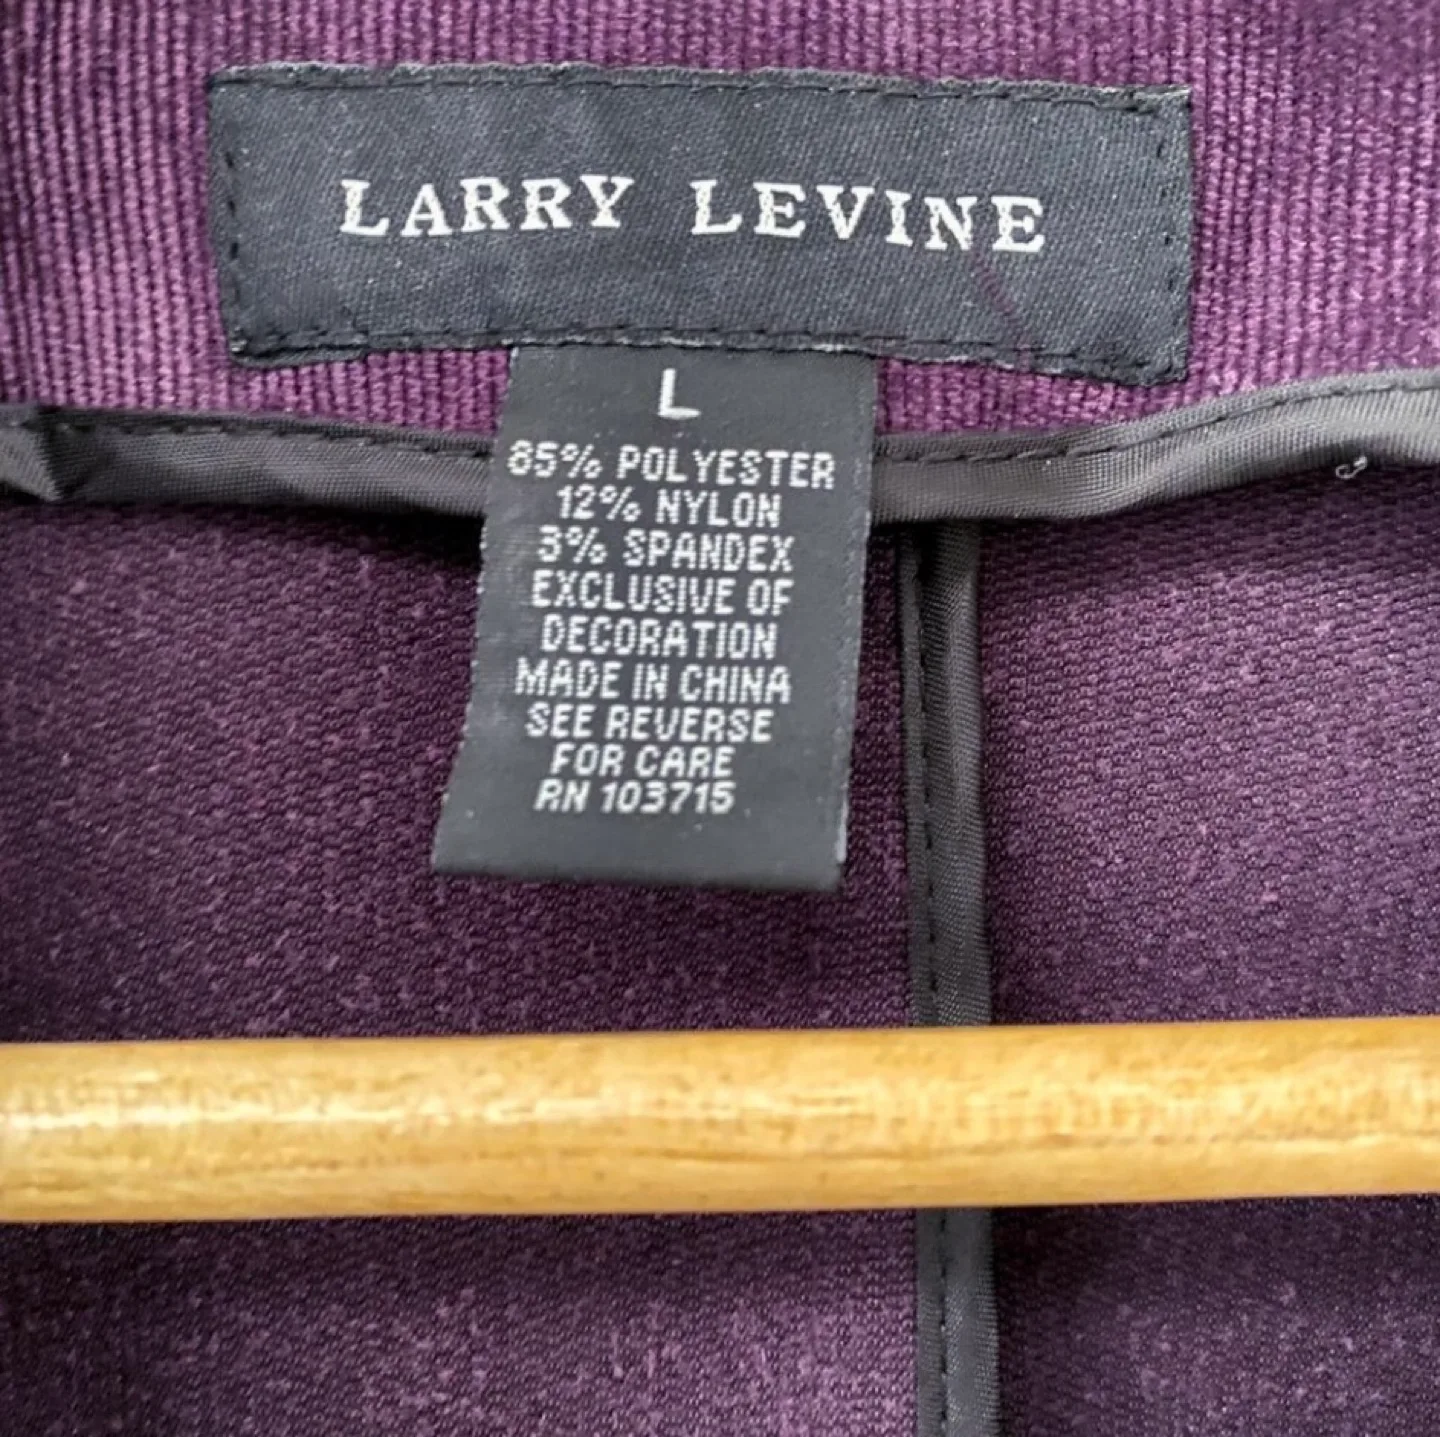 LARRY LEVINE
L
85% POLYESTER
12% NYLON
3% SPANDEX
EXCLUSIVE OF
DECORATION
MADE IN CHINA
SEE REVERSE
FOR CARE
RN 103715